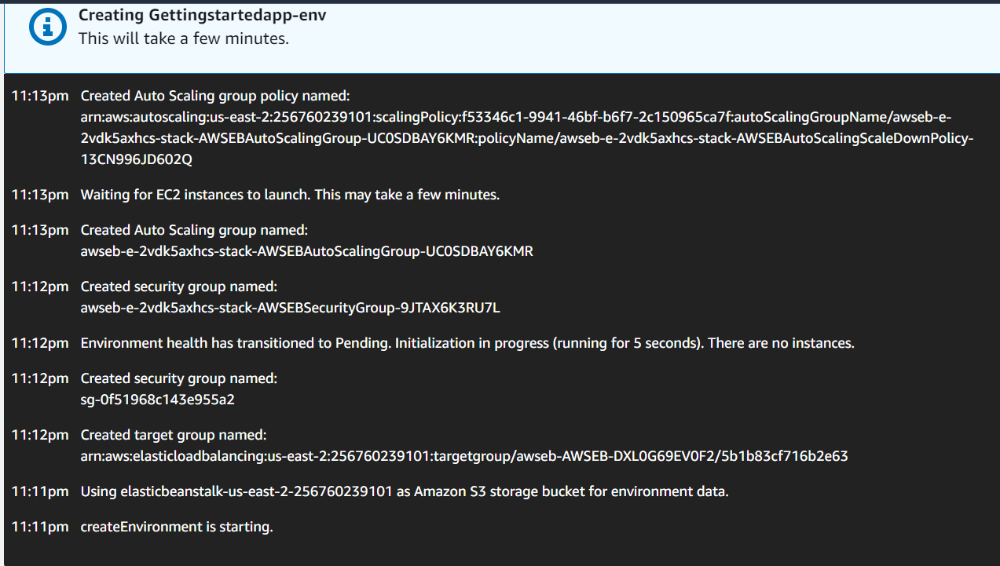 Creating Gettingstartedapp-env
This will take a few minutes.
11:13pm Created Auto Scaling group policy named:
arn:aws:autoscaling:us-east-2:256760239101:scalingPolicy:f53346c1-9941-46bf-b6f7-2c150965ca7f:autoScalingGroupName/awseb-e-
2vdk5axhcs-stack-AWSEBAutoScalingGroup-UC0SDBAY6KMR:policyName/awseb-e-2vdk5axhcs-stack-AWSEBAutoScalingScaleDownPolicy-
13CN996JD602Q
11:13pm Waiting for EC2 instances to launch. This may take a few minutes.
11:13pm Created Auto Scaling group named:
awseb-e-2vdk5axhcs-stack-AWSEBAutoScalingGroup-UC0SDBAY6KMR
11:12pm Created security group named:
awseb-e-2vdk5axhcs-stack-AWSEBSecurityGroup-9JTAX6K3RU7L
11:12pm Environment health has transitioned to Pending. Initialization in progress (running for 5 seconds). There are no instances.
11:12pm Created security group named:
sg-0f51968c143e955a2
11:12pm Created target group named:
arn:aws:elasticloadbalancing:us-east-2:256760239101:targetgroup/awseb-AWSEB-DXL0G69EV0F2/5b1b83cf716b2e63
11:11pm Using elasticbeanstalk-us-east-2-256760239101 as Amazon S3 storage bucket for environment data.
11:11pm createEnvironment is starting.